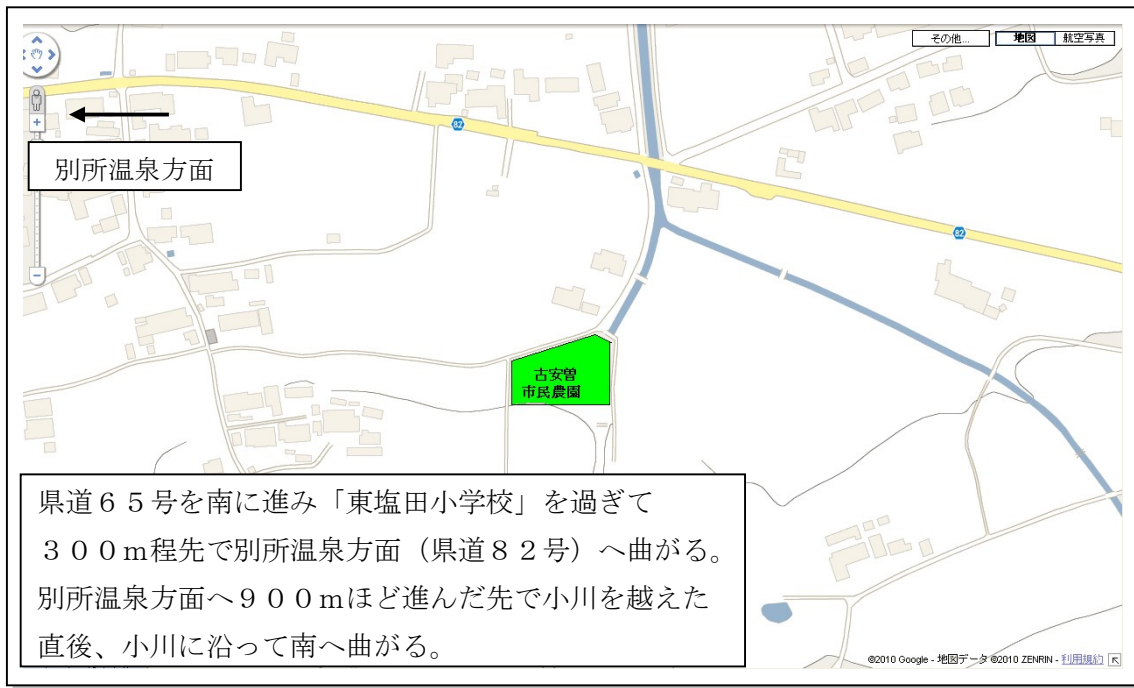 その他...
地図
航空写真
別所温泉方面
82
82
古安曽
市民農園
県道６５号を南に進み「東塩田小学校」を過ぎて
３００ｍ程先で別所温泉方面（県道８２号）へ曲がる。
別所温泉方面へ９００ｍほど進んだ先で小川を越えた
直後、小川に沿って南へ曲がる。
©2010 Google - 地図データ ©2010 ZENRIN - 利用規約